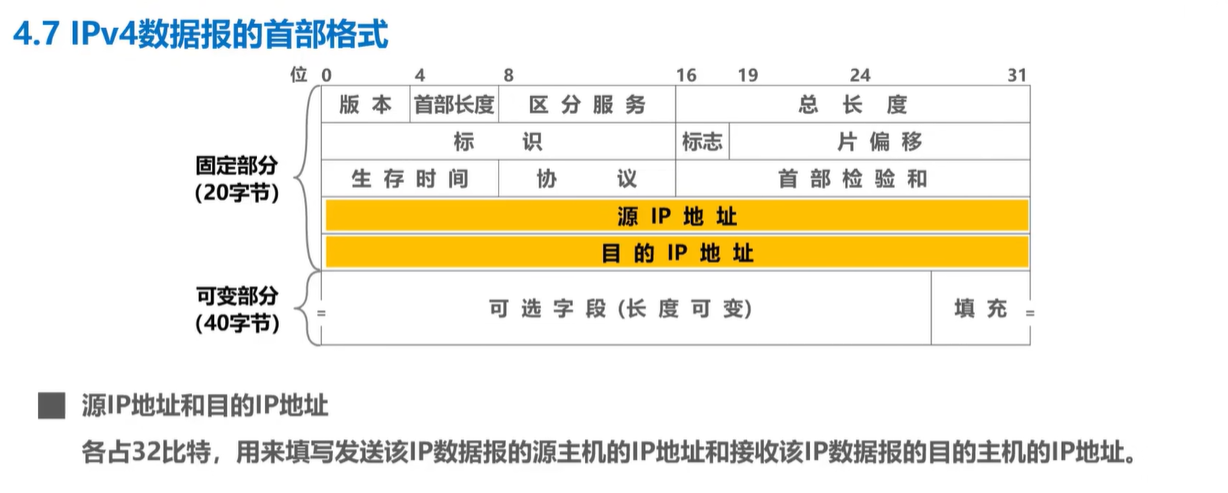 4.7 IPv4数据报的首部格式
位 0 4 8 16 19 24 31
版 本 首部长度 区 分 服 务 总 长 度
标 识 标志 片 偏 移
固定部分
(20字节)
生 存 时 间 协 议 首 部 检 验 和
源 IP 地 址
目 的 IP 地 址
可变部分
(40字节)
可 选 字 段 (长 度 可 变) 填 充
源IP地址和目的IP地址
各占32比特，用来填写发送该IP数据报的源主机的IP地址和接收该IP数据报的目的主机的IP地址。